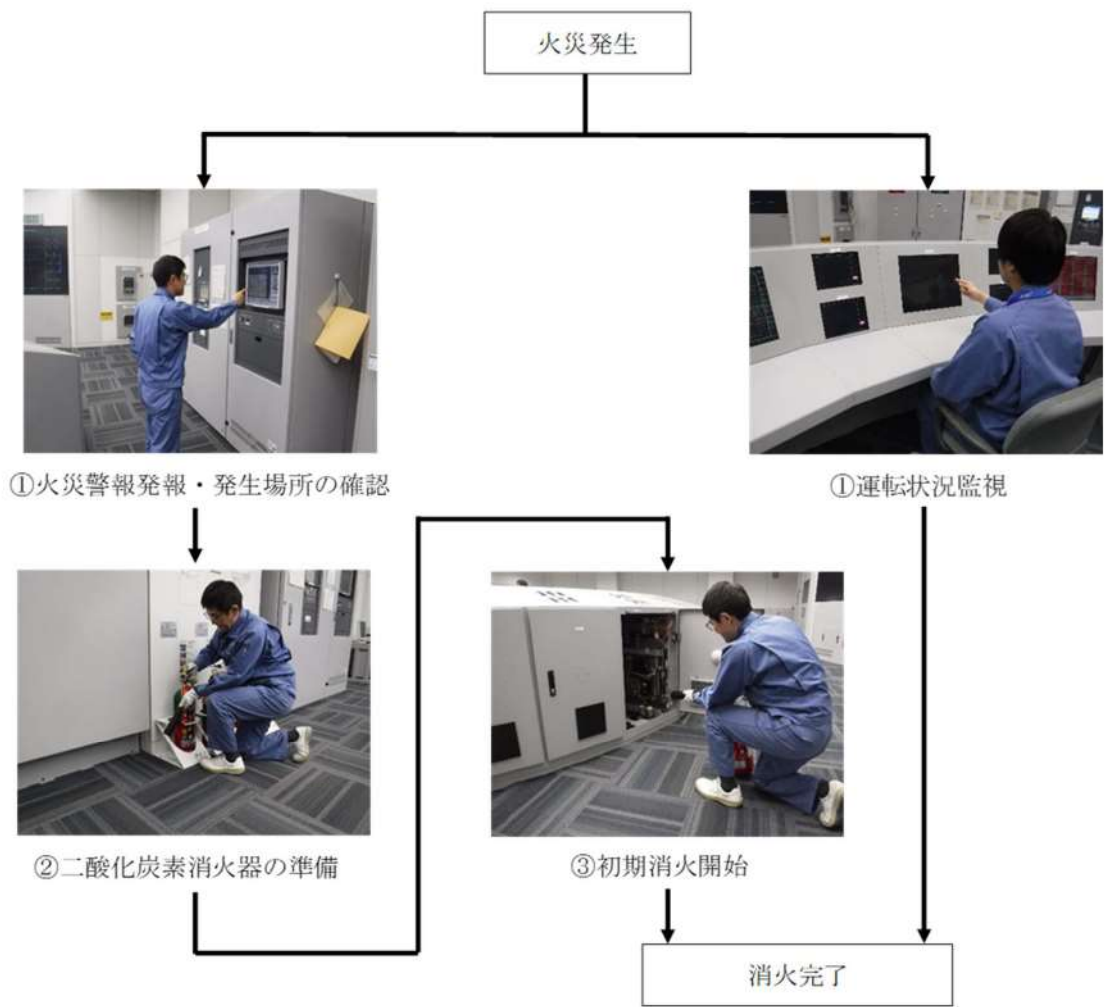 火災発生
①火災警報発報・発生場所の確認
①運転状況監視
②二酸化炭素消火器の準備
③初期消火開始
消火完了